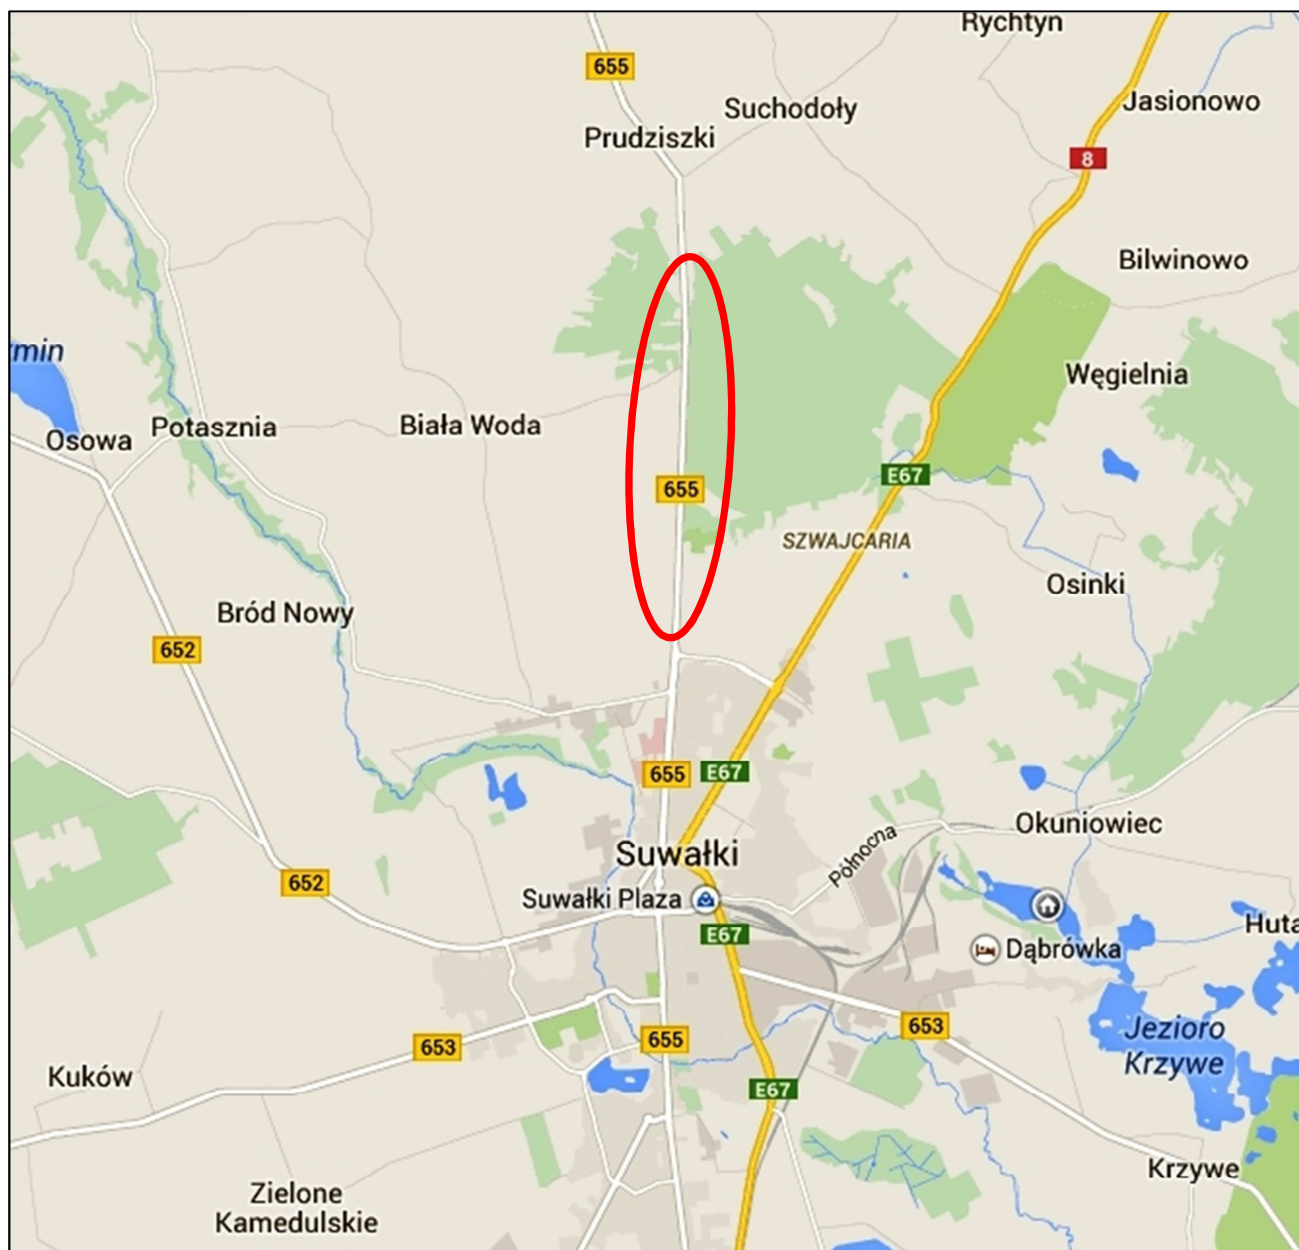 Rychtyn
655
Suchodoły
Jasionowo
Prudziszki
8
Bilwinowo
Węgielnia
Osowa
Potasznia
Biała Woda
E67
655
SZWAJCARIA
Osinki
Bród Nowy
652
655
E67
Okuniowiec
Północna
Suwałki
652
Suwałki Plaza
E67
Huta
Dąbrówka
653
653
655
Jezioro
Krzywe
Kuków
E67
Krzywe
Zielone
Kamedulskie